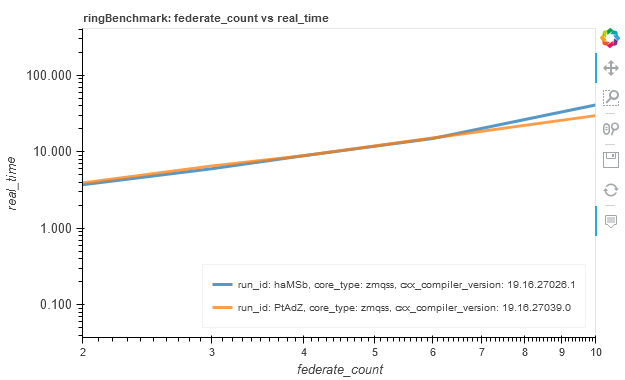 ringBenchmark: federate_count vs real_time
100.000
10.000
1.000
0.100
real_time
run_id: haMSb, core_type: zmqss, cxx_compiler_version: 19.16.27026.1
run_id: PtAdZ, core_type: zmqss, cxx_compiler_version: 19.16.27039.0
2 3 4 5 6 7 8 9 10
federate_count